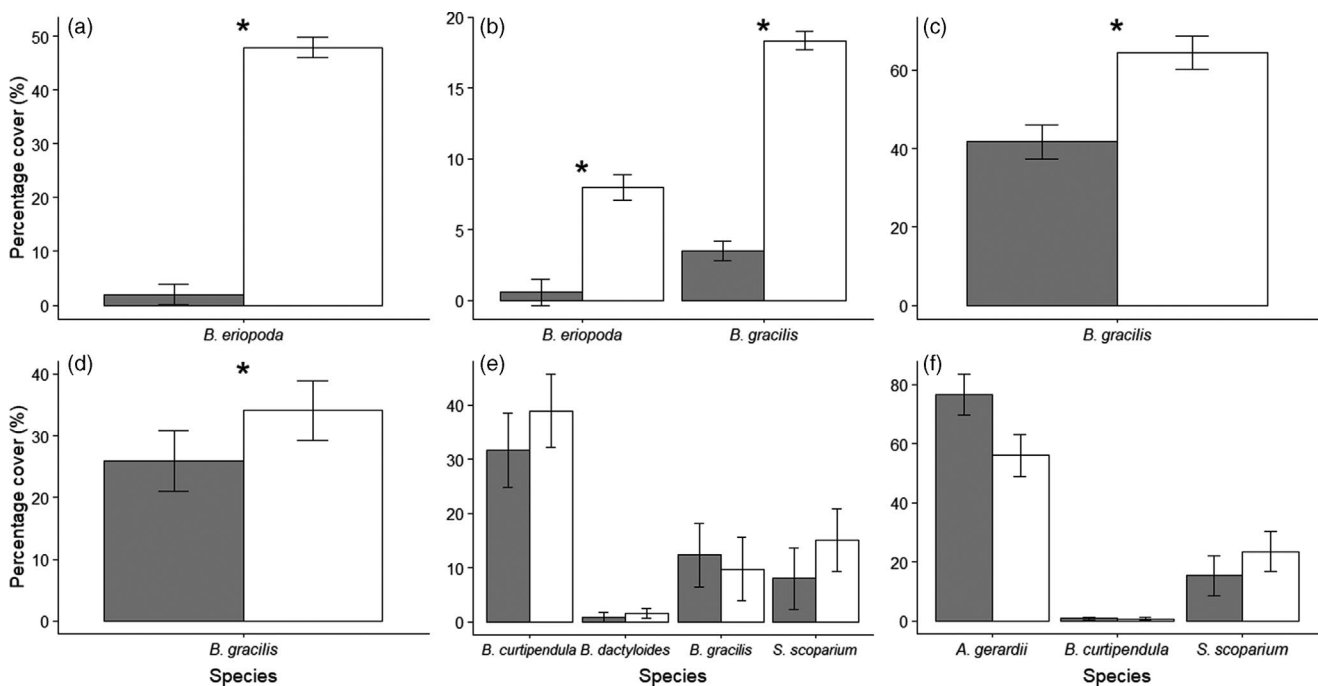 (a)
*
50
40
30
20
10
0
Percentage cover (%)
B. eriopoda
(b)
*
*
20
15
10
5
0
B. eriopoda B. gracilis
(c)
*
60
40
20
0
B. gracilis
(d)
*
40
30
20
10
0
Percentage cover (%)
B. gracilis
Species
(e)
40
30
20
10
0
B. curtipendula B. dactyloides B. gracilis S. scoparium
Species
(f)
80
60
40
20
0
A. gerardii B. curtipendula S. scoparium
Species